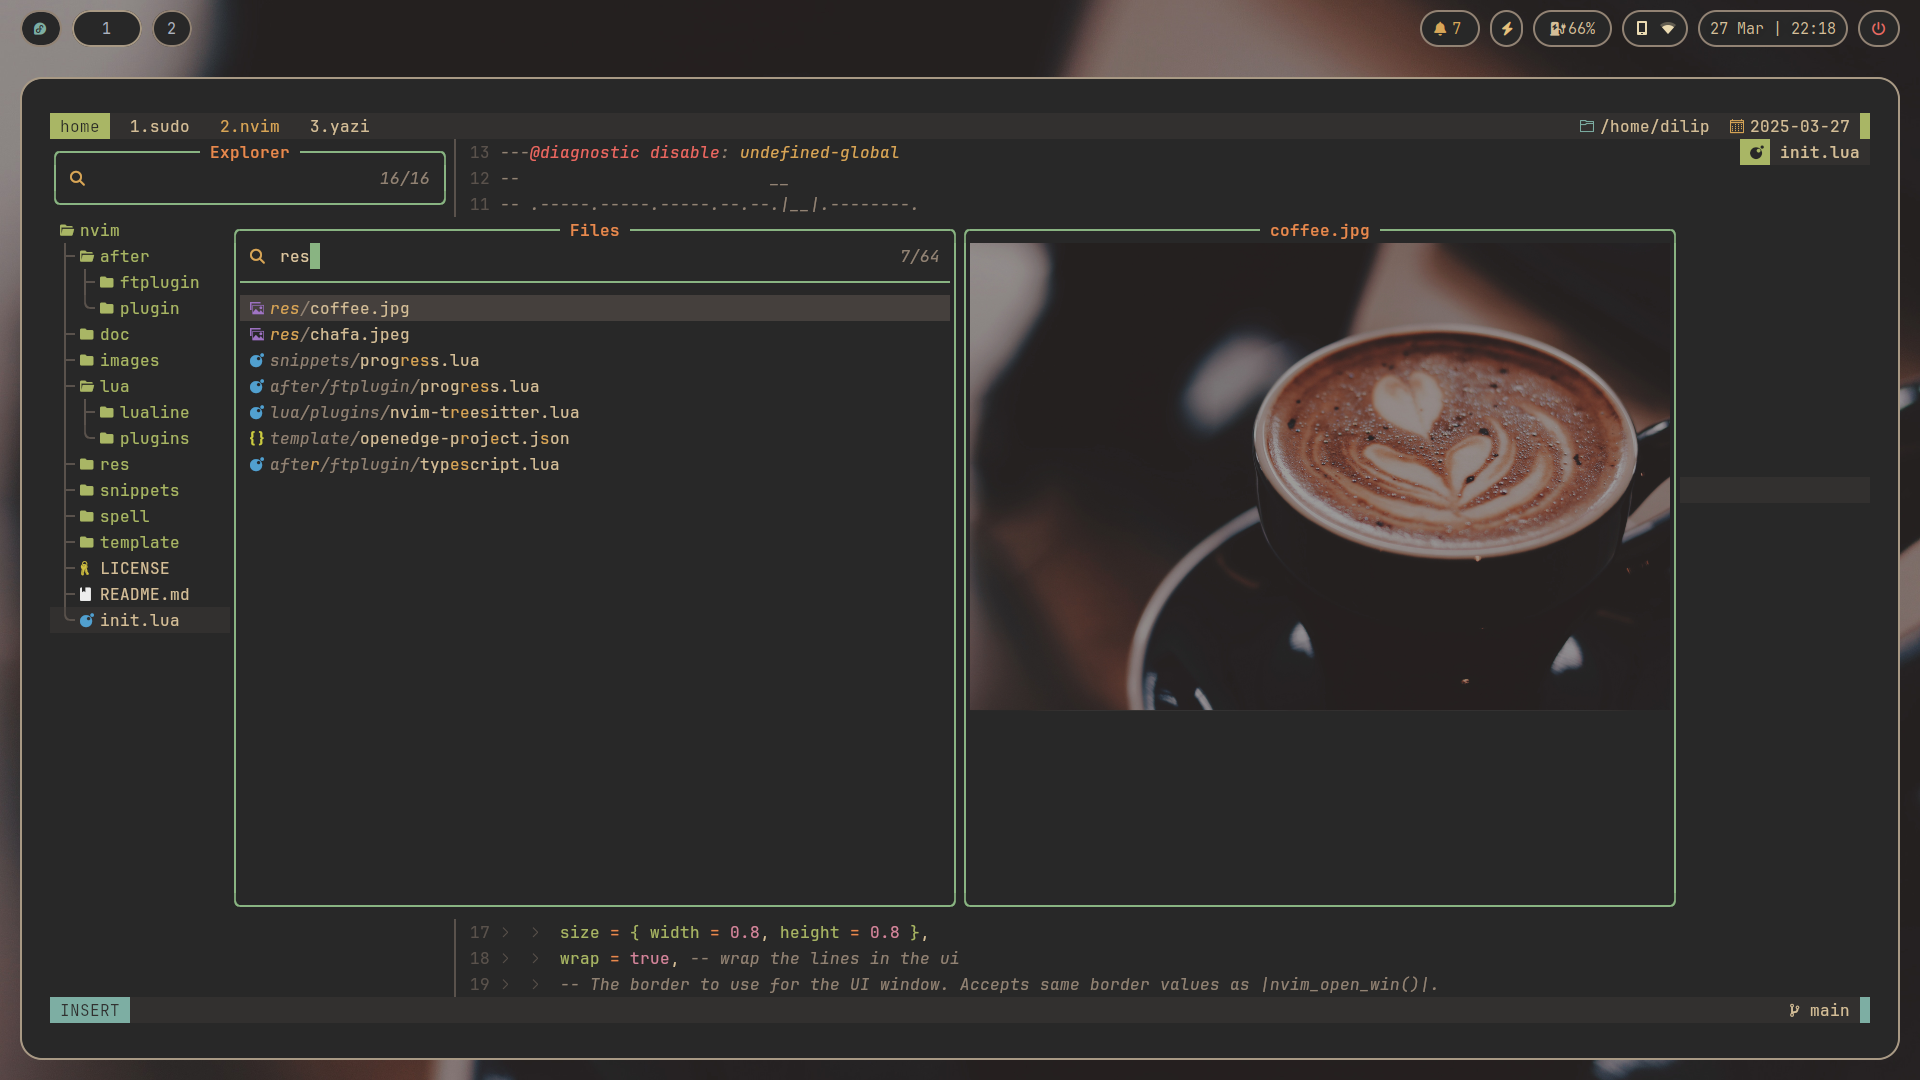 1 2 7 66% 27 Mar | 22:18
home 1.sudo 2.nvim 3.yazi /home/dilip 2025-03-27
Explorer
16/16
13 ---@diagnostic disable: undefined-global
init.lua
12 -- __
11 -- .-----.-----.-----.--.--.|__|.--------.
nvim
after
ftplugin
plugin
doc
images
lua
lualine
plugins
res
snippets
spell
template
LICENSE
README.md
init.lua
Files
res 7/64
res/coffee.jpg
res/chafa.jpeg
snippets/progress.lua
after/ftplugin/progress.lua
lua/plugins/nvim-treesitter.lua
{} template/openedge-project.json
after/ftplugin/typescript.lua
coffee.jpg
17 > > size = { width = 0.8, height = 0.8 },
18 > > wrap = true, -- wrap the lines in the ui
19 > > -- The border to use for the UI window. Accepts same border values as |nvim_open_win()|.
INSERT main